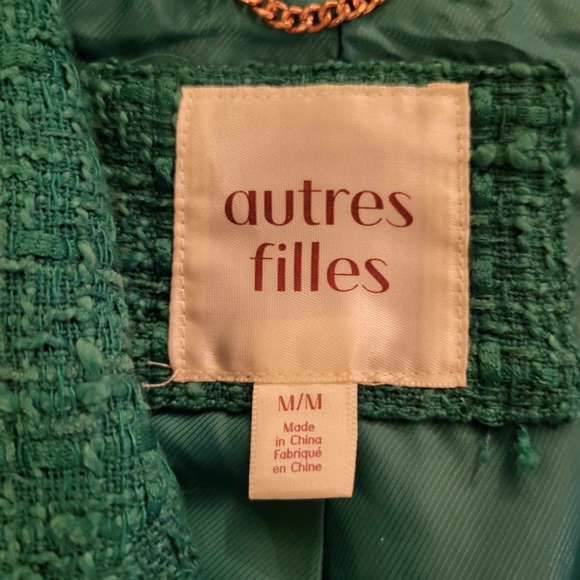 autres
filles
M/M
Made
in China
Fabriqué
en Chine